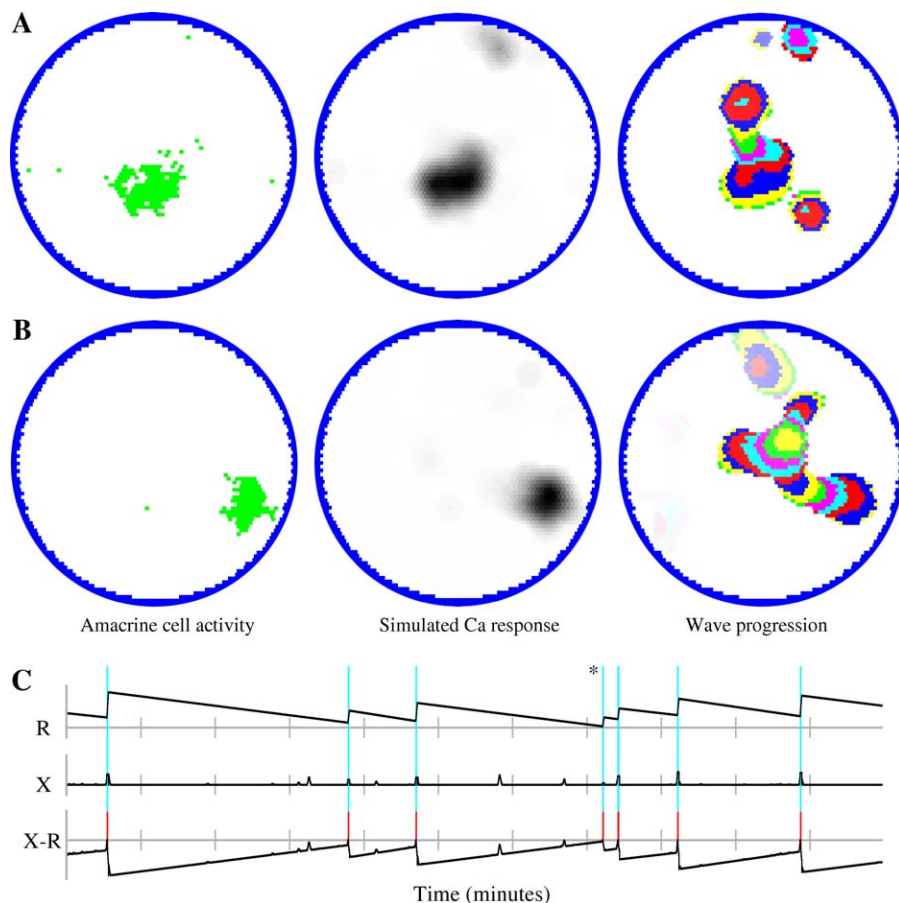 A
B
Amacrine cell activity
Simulated Ca response
Wave progression
C
*
R
X
X-R
Time (minutes)